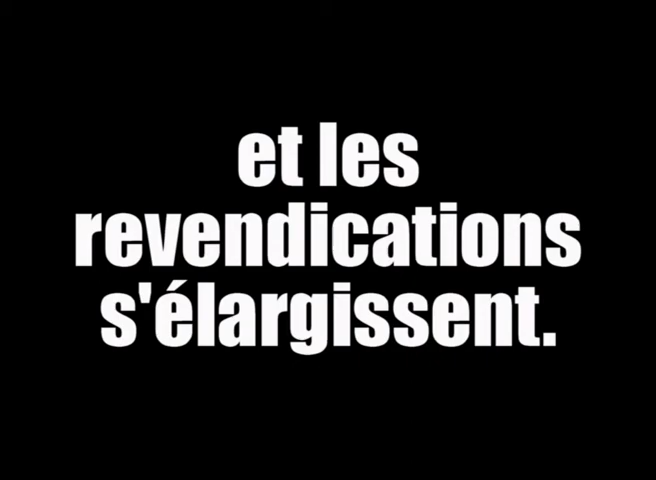 et les
revendications
s'élargissent.